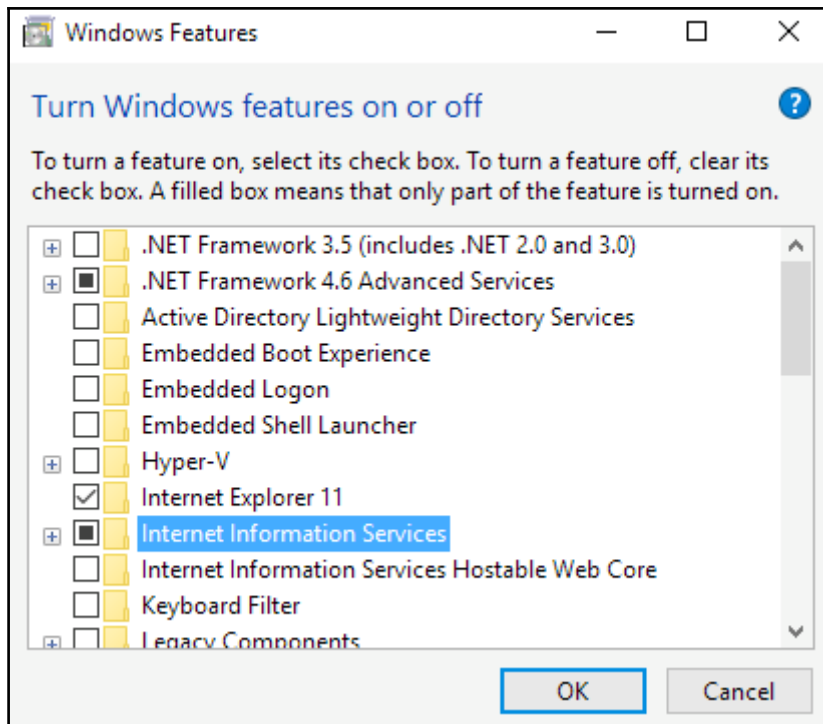 Windows Features
Turn Windows features on or off
To turn a feature on, select its check box. To turn a feature off, clear its
check box. A filled box means that only part of the feature is turned on.
.NET Framework 3.5 (includes .NET 2.0 and 3.0)
.NET Framework 4.6 Advanced Services
Active Directory Lightweight Directory Services
Embedded Boot Experience
Embedded Logon
Embedded Shell Launcher
Hyper-V
Internet Explorer 11
Internet Information Services
Internet Information Services Hostable Web Core
Keyboard Filter
Legacy Components
OK Cancel